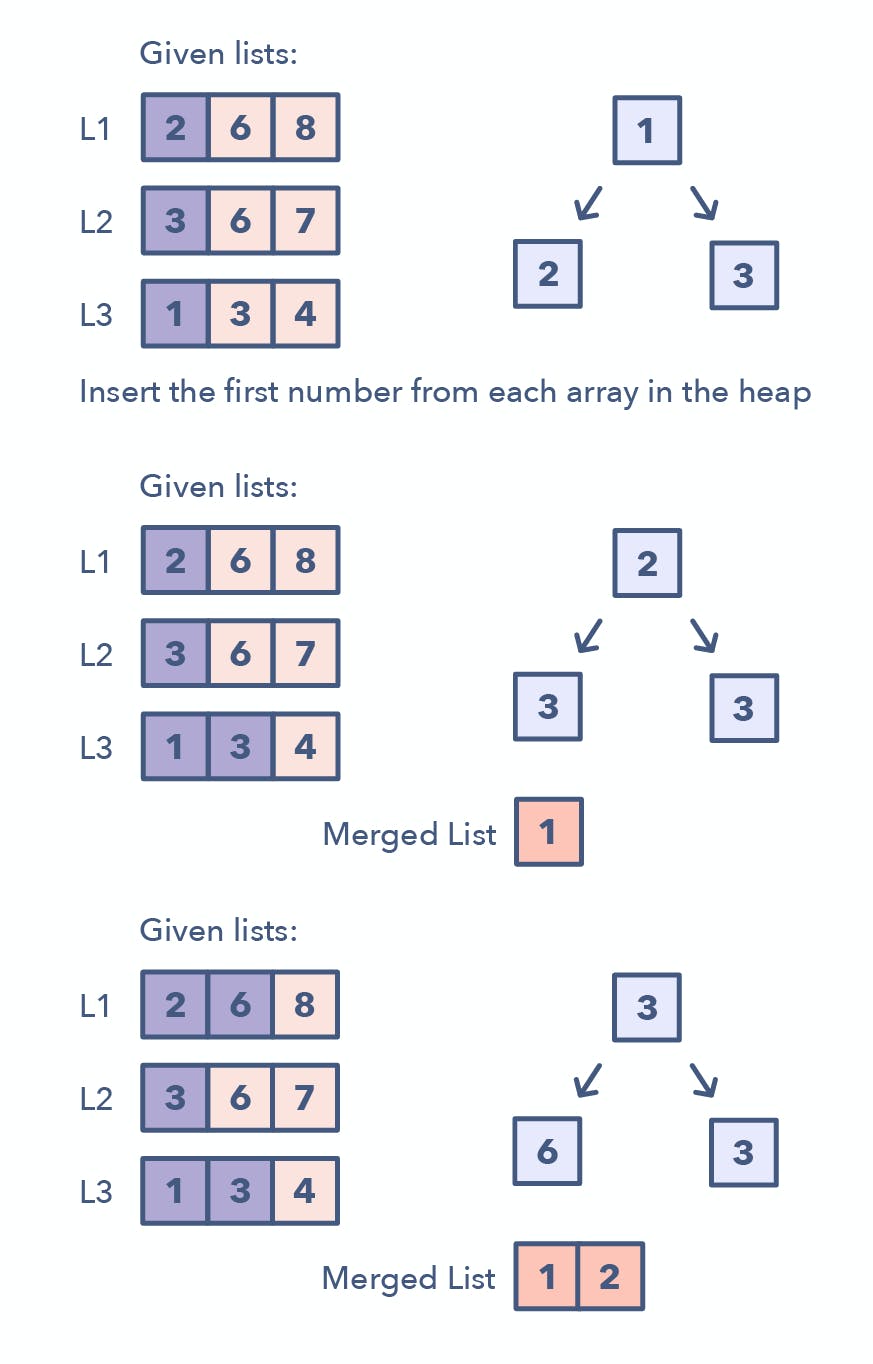 Given lists:
L1 2 6 8
L2 3 6 7
L3 1 3 4
1
2 3
Insert the first number from each array in the heap
Given lists:
L1 2 6 8
L2 3 6 7
L3 1 3 4
2
3 3
Merged List 1
Given lists:
L1 2 6 8
L2 3 6 7
L3 1 3 4
3
6 3
Merged List 1 2